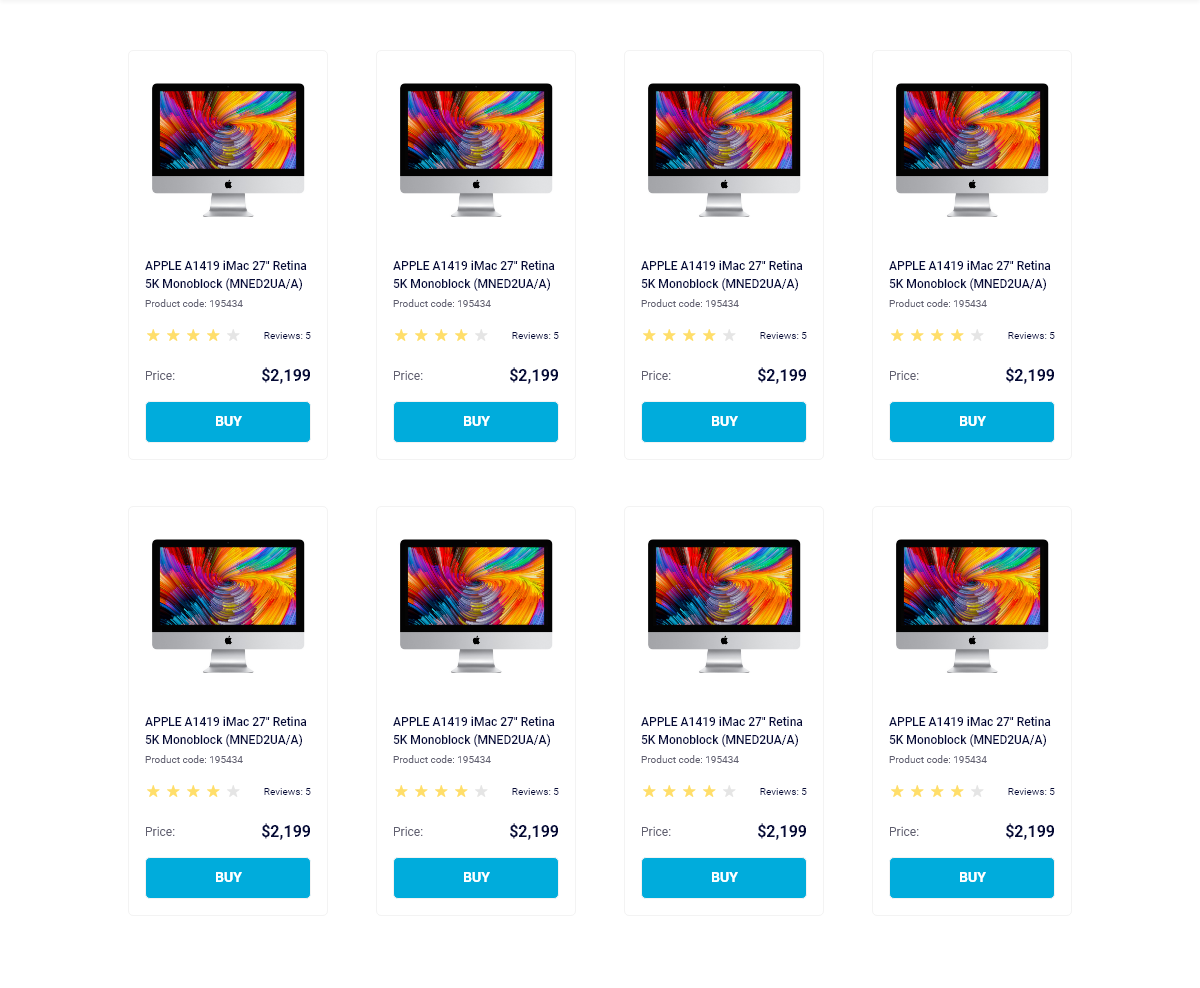 APPLE A1419 iMac 27" Retina
5K Monoblock (MNED2UA/A)
Product code: 195434
Reviews: 5
Price: $2,199
BUY
APPLE A1419 iMac 27" Retina
5K Monoblock (MNED2UA/A)
Product code: 195434
Reviews: 5
Price: $2,199
BUY
APPLE A1419 iMac 27" Retina
5K Monoblock (MNED2UA/A)
Product code: 195434
Reviews: 5
Price: $2,199
BUY
APPLE A1419 iMac 27" Retina
5K Monoblock (MNED2UA/A)
Product code: 195434
Reviews: 5
Price: $2,199
BUY
APPLE A1419 iMac 27" Retina
5K Monoblock (MNED2UA/A)
Product code: 195434
Reviews: 5
Price: $2,199
BUY
APPLE A1419 iMac 27" Retina
5K Monoblock (MNED2UA/A)
Product code: 195434
Reviews: 5
Price: $2,199
BUY
APPLE A1419 iMac 27" Retina
5K Monoblock (MNED2UA/A)
Product code: 195434
Reviews: 5
Price: $2,199
BUY
APPLE A1419 iMac 27" Retina
5K Monoblock (MNED2UA/A)
Product code: 195434
Reviews: 5
Price: $2,199
BUY